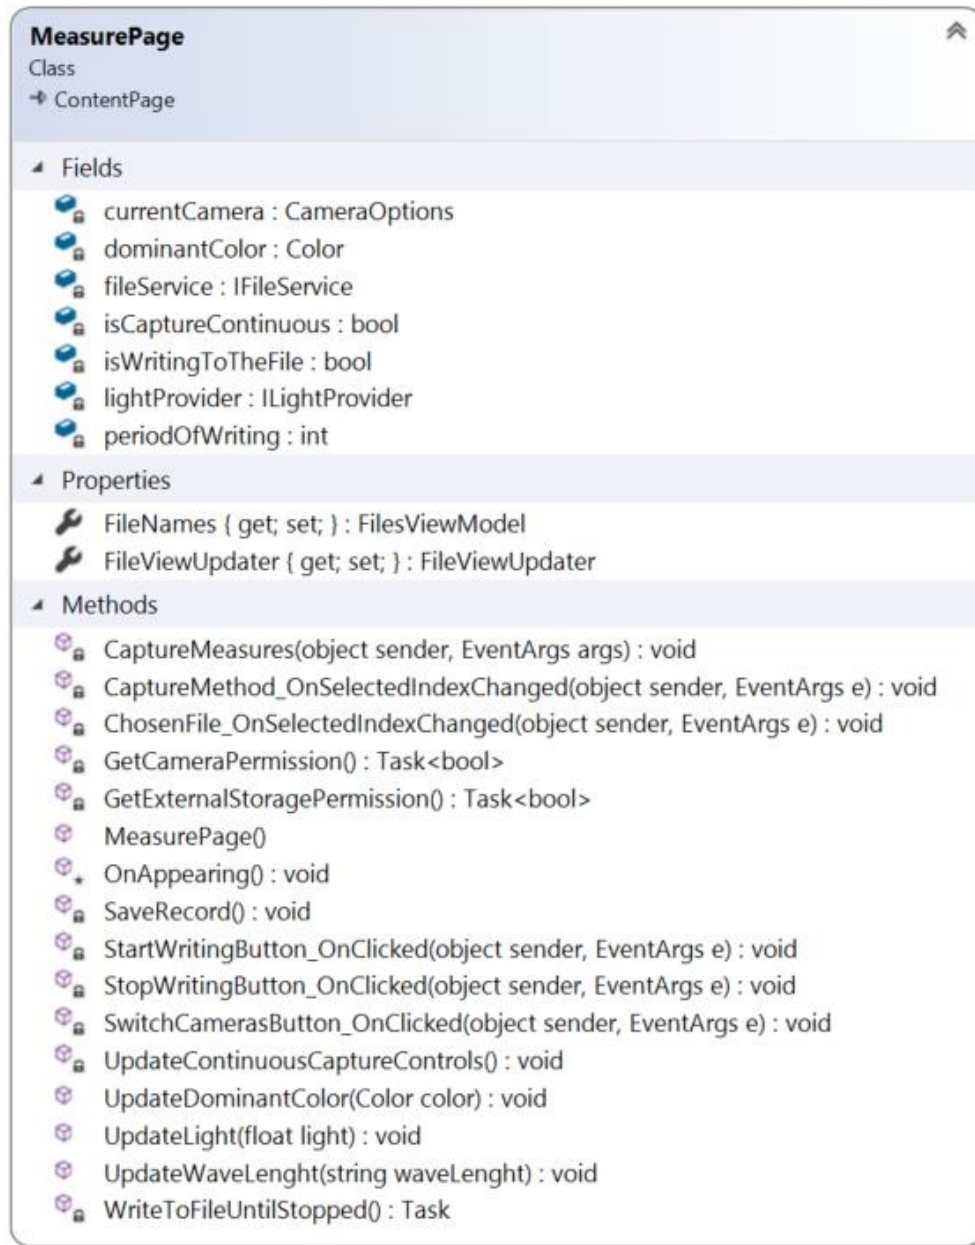 MeasurePage
Class
ContentPage
Fields
currentCamera : CameraOptions
dominantColor : Color
fileService : IFileService
isCaptureContinuous : bool
isWritingToTheFile : bool
lightProvider : ILightProvider
periodOfWriting : int
Properties
FileNames { get; set; } : FilesViewModel
FileViewUpdater { get; set; } : FileViewUpdater
Methods
CaptureMeasures(object sender, EventArgs args) : void
CaptureMethod_OnSelectedIndexChanged(object sender, EventArgs e) : void
ChosenFile_OnSelectedIndexChanged(object sender, EventArgs e) : void
GetCameraPermission() : Task<bool>
GetExternalStoragePermission() : Task<bool>
MeasurePage()
OnAppearing() : void
SaveRecord() : void
StartWritingButton_OnClicked(object sender, EventArgs e) : void
StopWritingButton_OnClicked(object sender, EventArgs e) : void
SwitchCamerasButton_OnClicked(object sender, EventArgs e) : void
UpdateContinuousCaptureControls() : void
UpdateDominantColor(Color color) : void
UpdateLight(float light) : void
UpdateWaveLenght(string waveLenght) : void
WriteToFileUntilStopped() : Task